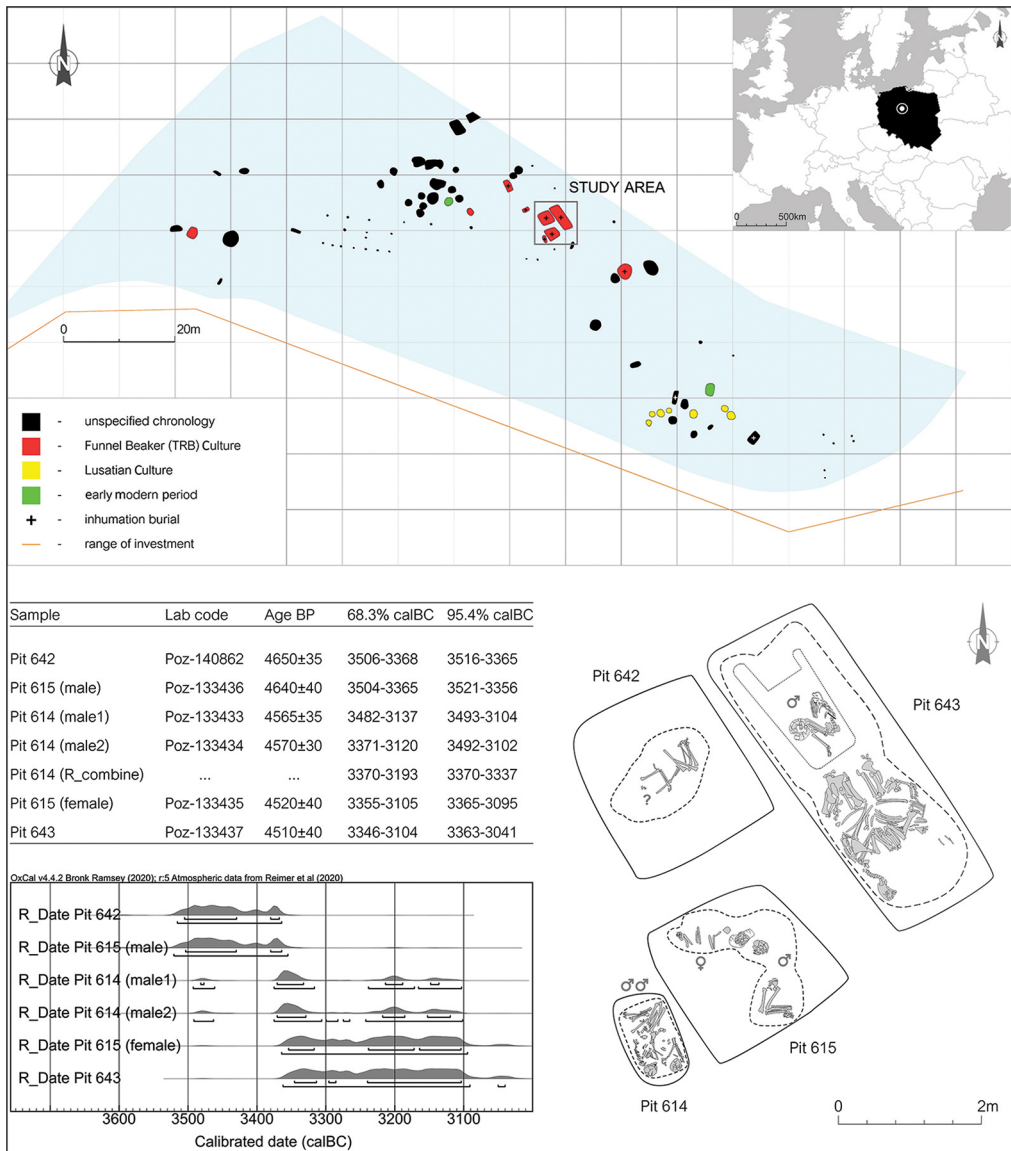 N
N
0 500km
STUDY AREA
0 20m
- unspecified chronology
- Funnel Beaker (TRB) Culture
- Lusatian Culture
- early modern period
+ - inhumation burial
- range of investment
Sample Lab code Age BP 68.3% calBC 95.4% calBC
Pit 642 Poz-140862 4650±35 3506-3368 3516-3365
Pit 615 (male) Poz-133436 4640±40 3504-3365 3521-3356
Pit 614 (male1) Poz-133433 4565±35 3482-3137 3493-3104
Pit 614 (male2) Poz-133434 4570±30 3371-3120 3492-3102
Pit 614 (R_combine) ... ... 3370-3193 3370-3337
Pit 615 (female) Poz-133435 4520±40 3355-3105 3365-3095
Pit 643 Poz-133437 4510±40 3346-3104 3363-3041
OxCal v4.4.2 Bronk Ramsey (2020); r:5 Atmospheric data from Reimer et al (2020)
R_Date Pit 642
R_Date Pit 615 (male)
R_Date Pit 614 (male1)
R_Date Pit 614 (male2)
R_Date Pit 615 (female)
R_Date Pit 643
3600 3500 3400 3300 3200 3100
Calibrated date (calBC)
N
Pit 642
Pit 643
♂
?
♀ ♂
♂♂
Pit 615
Pit 614
0 2m